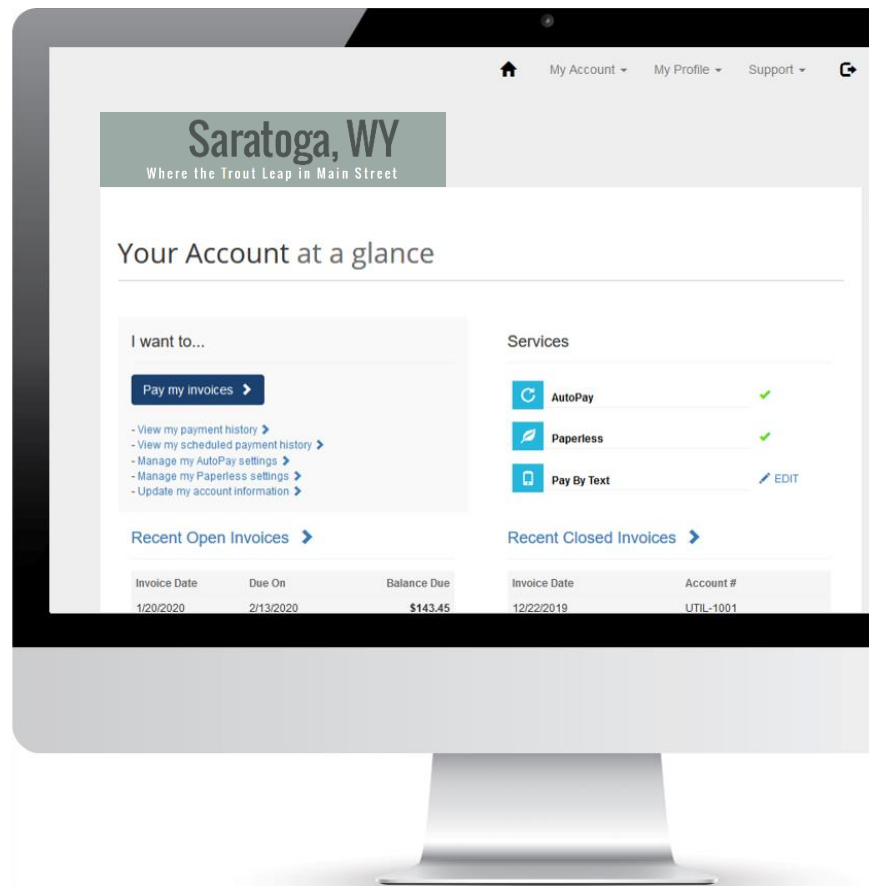 My Account
My Profile
Support
Saratoga, WY
Where the Trout Leap in Main Street
Your Account at a glance
I want to...
Pay my invoices
- View my payment history
- View my scheduled payment history
- Manage my AutoPay settings
- Manage my Paperless settings
- Update my account information
Services
AutoPay
Paperless
Pay By Text EDIT
Recent Open Invoices
Invoice Date Due On Balance Due
1/20/2020 2/13/2020 $143.45
Recent Closed Invoices
Invoice Date Account #
12/22/2019 UTIL-1001